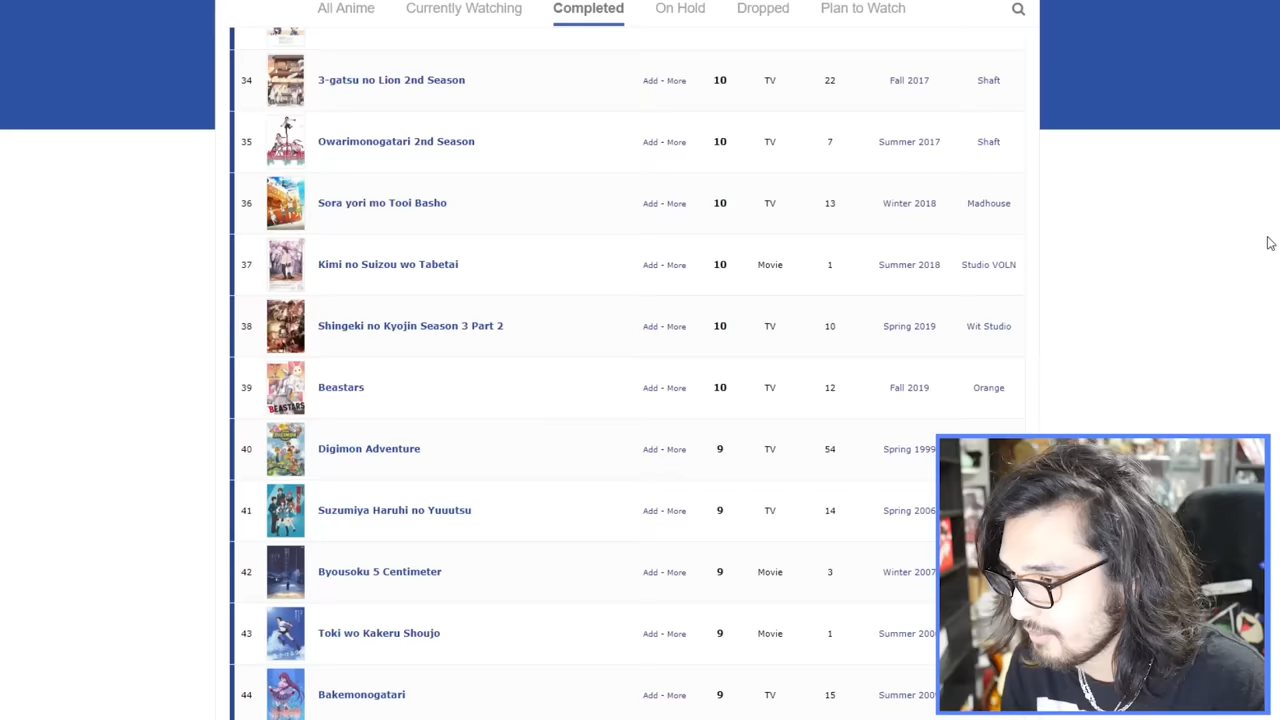 All Anime Currently Watching Completed On Hold Dropped Plan to Watch
34 3-gatsu no Lion 2nd Season Add - More 10 TV 22 Fall 2017 Shaft
35 Owarimonogatari 2nd Season Add - More 10 TV 7 Summer 2017 Shaft
36 Sora yori mo Tooi Basho Add - More 10 TV 13 Winter 2018 Madhouse
37 Kimi no Suizou wo Tabetai Add - More 10 Movie 1 Summer 2018 Studio VOLN
38 Shingeki no Kyojin Season 3 Part 2 Add - More 10 TV 10 Spring 2019 Wit Studio
BEASTARS
39 Beastars Add - More 10 TV 12 Fall 2019 Orange
40 Digimon Adventure Add - More 9 TV 54 Spring 1999
41 Suzumiya Haruhi no Yuuutsu Add - More 9 TV 14 Spring 2006
42 Byousoku 5 Centimeter Add - More 9 Movie 3 Winter 2007
43 Toki wo Kakeru Shoujo Add - More 9 Movie 1 Summer
44 Bakemonogatari Add - More 9 TV 15 Summer